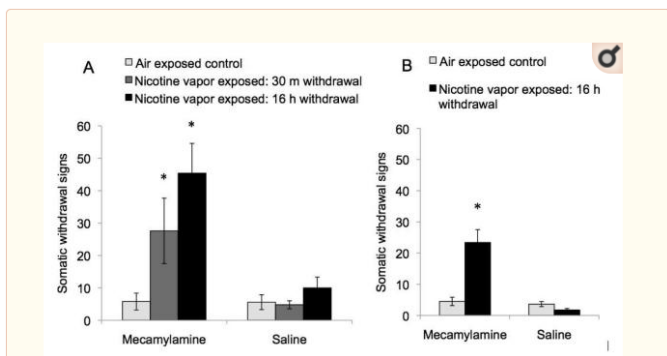 A
Air exposed control
Nicotine vapor exposed: 30 m withdrawal
Nicotine vapor exposed: 16 h withdrawal
Somatic withdrawal signs
60
50
40
30
20
10
0
*
*
Mecamylamine
Saline
B
Air exposed control
Nicotine vapor exposed: 16 h
withdrawal
Somatic withdrawal signs
60
50
40
30
20
10
0
*
Mecamylamine
Saline